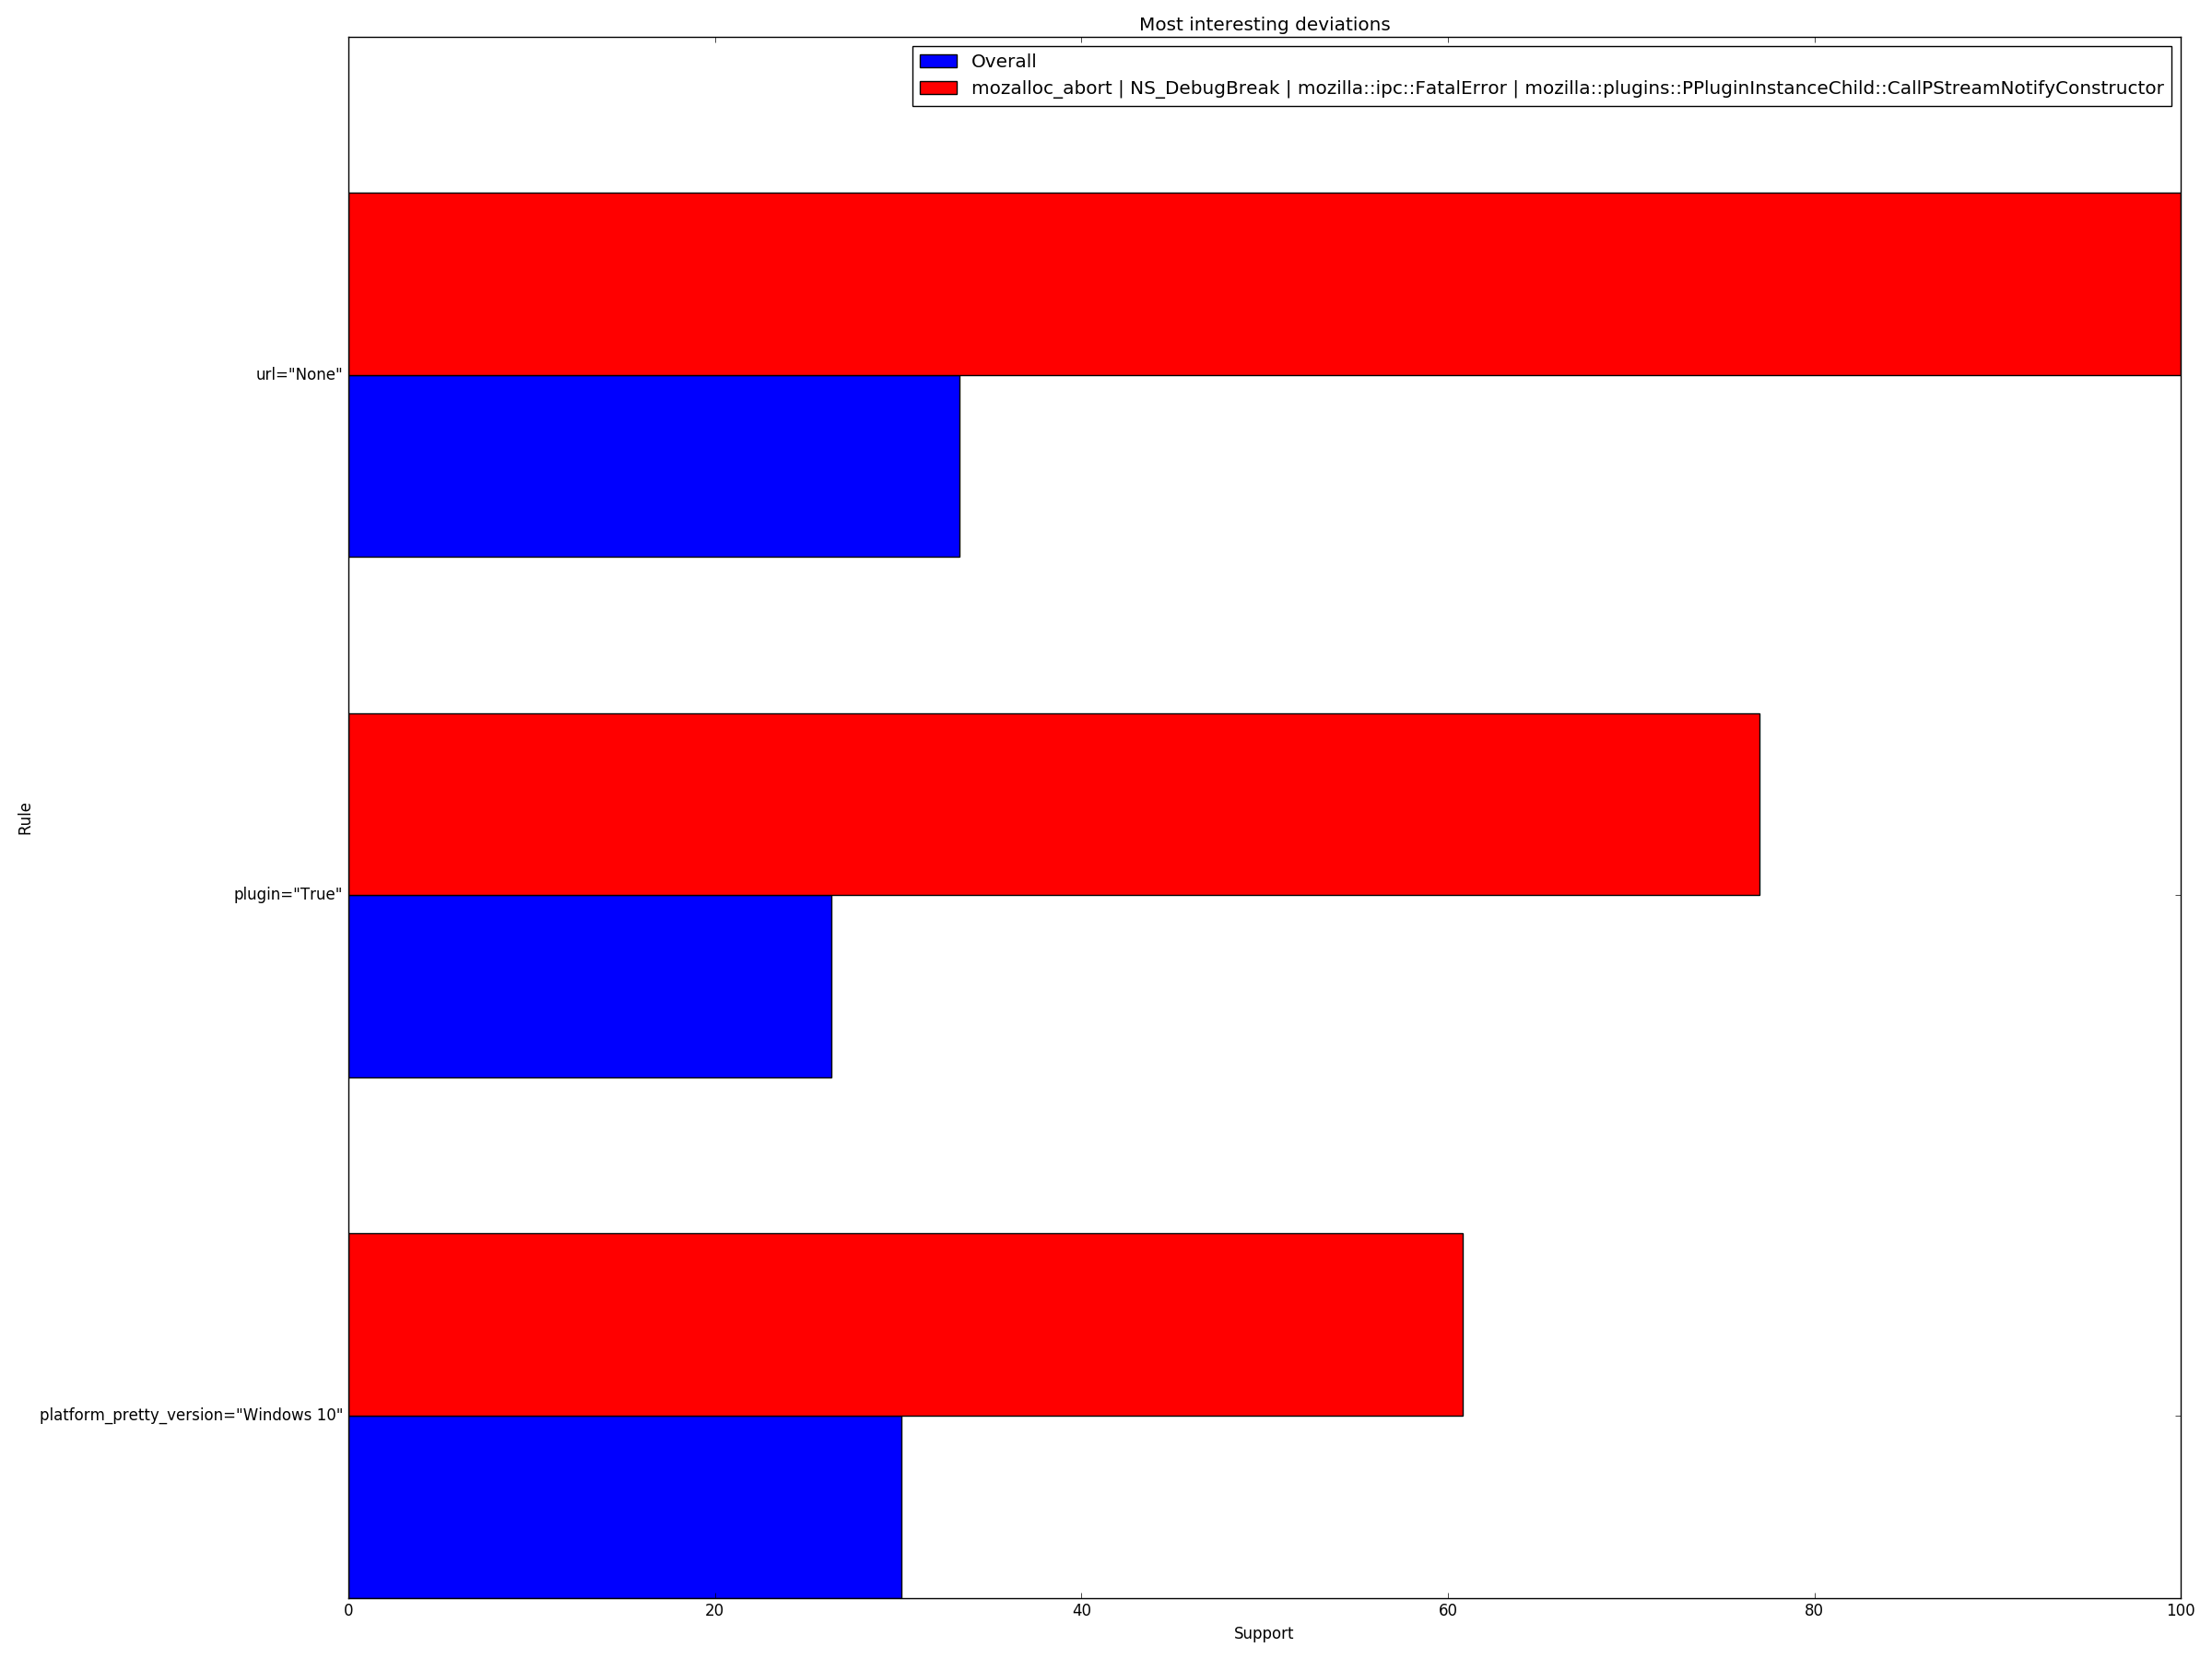 Most interesting deviations
Overall
mozalloc_abort | NS_DebugBreak | mozilla::ipc::FatalError | mozilla::plugins::PPluginInstanceChild::CallPStreamNotifyConstructor
url="None"
Rule
plugin="True"
platform_pretty_version="Windows 10"
0 20 40 60 80 100
Support